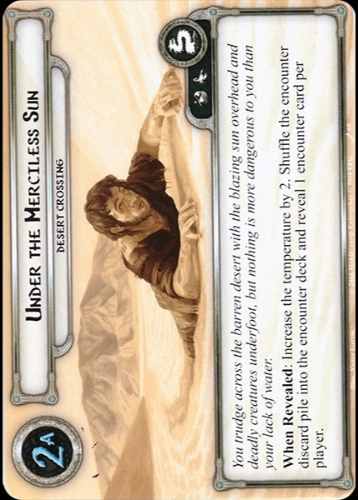 2A
UNDER THE MERCILESS SUN
DESERT CROSSING
You trudge across the barren desert with the blazing sun overhead and
deadly creatures underfoot, but nothing is more dangerous to you than
your lack of water.
When Revealed: Increase the temperature by 2. Shuffle the encounter
discard pile into the encounter deck and reveal 1 encounter card per
player.